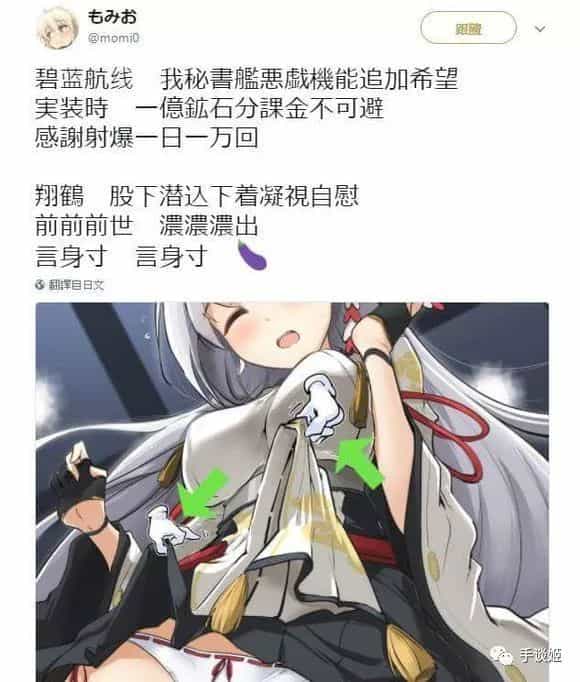 もみお
@momi0
跟隨
碧蓝航线 我秘書艦悪戯機能追加希望
実装時 一億鉱石分課金不可避
感謝射爆一日一万回
翔鶴 股下潜込下着凝視自慰
前前前世 濃濃濃出
言身寸 言身寸 🍆
翻譯自日文
手谈姬